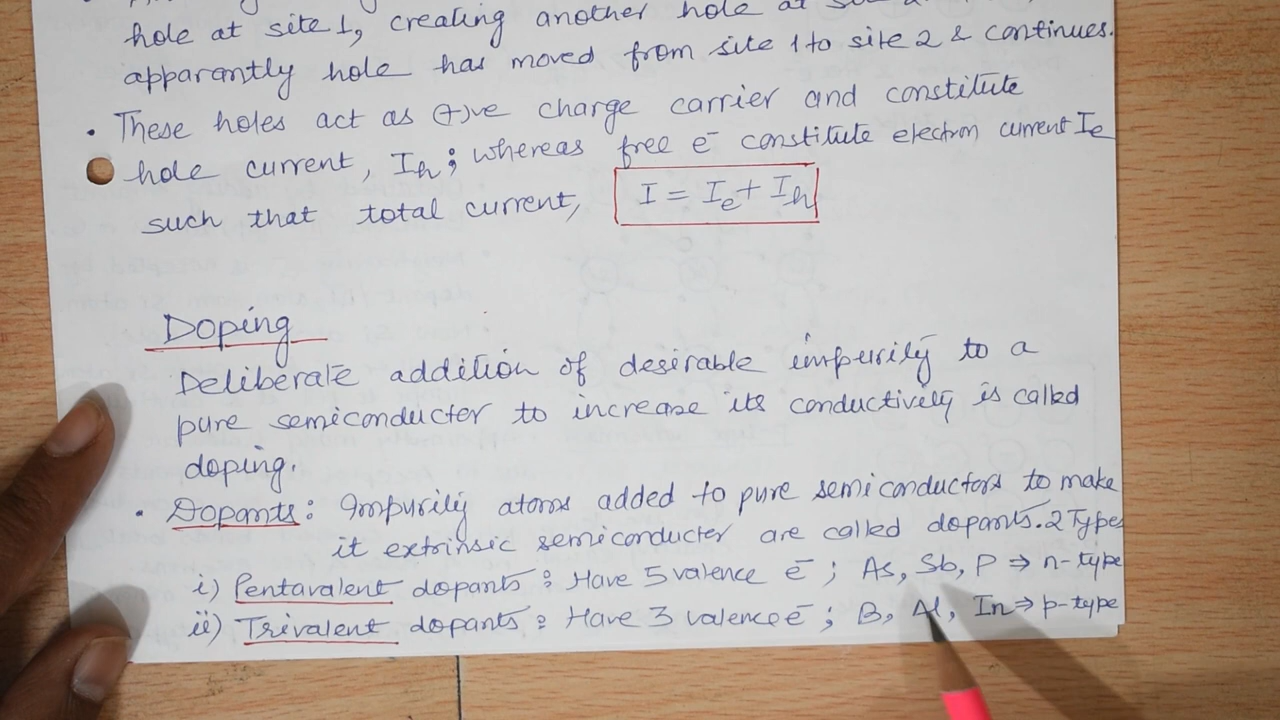 hole at site 1, creating another hole at
apparantly hole has moved from site 1 to site 2 & continues.
• These holes act as (+)ve charge carrier and constitute
hole current, Ih; whereas free e⁻ constitute electron current Ie
such that total current, I = Ie + Ih
Doping
Deliberate addition of desirable impurity to a
pure semiconducter to increase its conductivity is called
doping.
• Dopants: Impurity atoms added to pure semiconductors to make
it extrinsic semiconducter are called dopants. 2 Types
i) Pentavalent dopants: Have 5 valence e⁻; As, Sb, P ⇒ n-type
ii) Trivalent dopants: Have 3 valence e⁻; B, Al, In ⇒ p-type